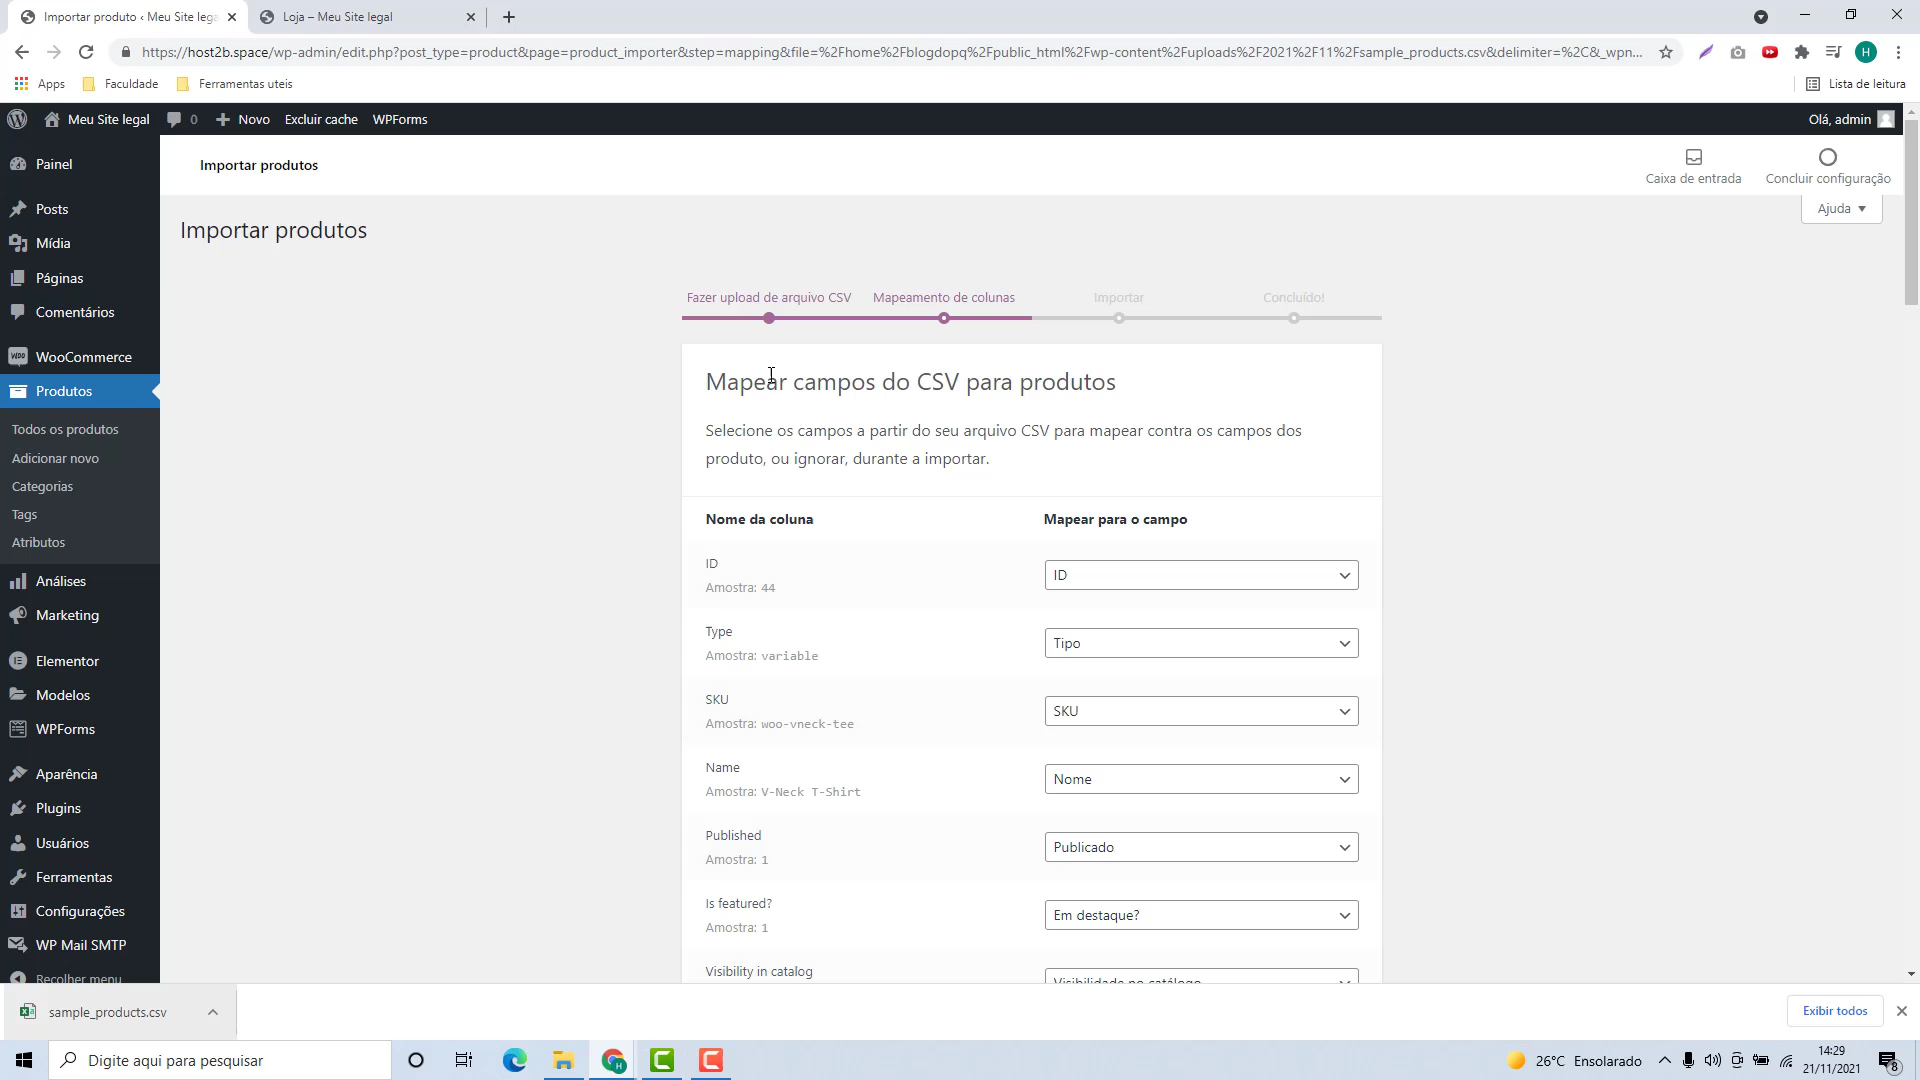 Importar produto ‹ Meu Site lega
Loja – Meu Site legal
https://host2b.space/wp-admin/edit.php?post_type=product&page=product_importer&step=mapping&file=%2Fhome%2Fblogdopq%2Fpublic_html%2Fwp-content%2Fuploads%2F2021%2F11%2Fsample_products.csv&delimiter=%2C&_wpn...
H
Apps
Faculdade
Ferramentas uteis
Lista de leitura
Meu Site legal
0
Novo
Excluir cache
WPForms
Olá, admin
Painel
Posts
Mídia
Páginas
Comentários
WooCommerce
Produtos
Todos os produtos
Adicionar novo
Categorias
Tags
Atributos
Análises
Marketing
Elementor
Modelos
WPForms
Aparência
Plugins
Usuários
Ferramentas
Configurações
WP Mail SMTP
Recolher menu
Importar produtos
Caixa de entrada
Concluir configuração
Ajuda
Importar produtos
Fazer upload de arquivo CSV
Mapeamento de colunas
Importar
Concluído!
Mapear campos do CSV para produtos
Selecione os campos a partir do seu arquivo CSV para mapear contra os campos dos
produto, ou ignorar, durante a importar.
Nome da coluna
Mapear para o campo
ID
Amostra: 44
ID
Type
Amostra: variable
Tipo
SKU
Amostra: woo-vneck-tee
SKU
Name
Amostra: V-Neck T-Shirt
Nome
Published
Amostra: 1
Publicado
Is featured?
Amostra: 1
Em destaque?
Visibility in catalog
Visibilidade no catálogo
sample_products.csv
Exibir todos
Digite aqui para pesquisar
26°C Ensolarado
14:29
21/11/2021
8